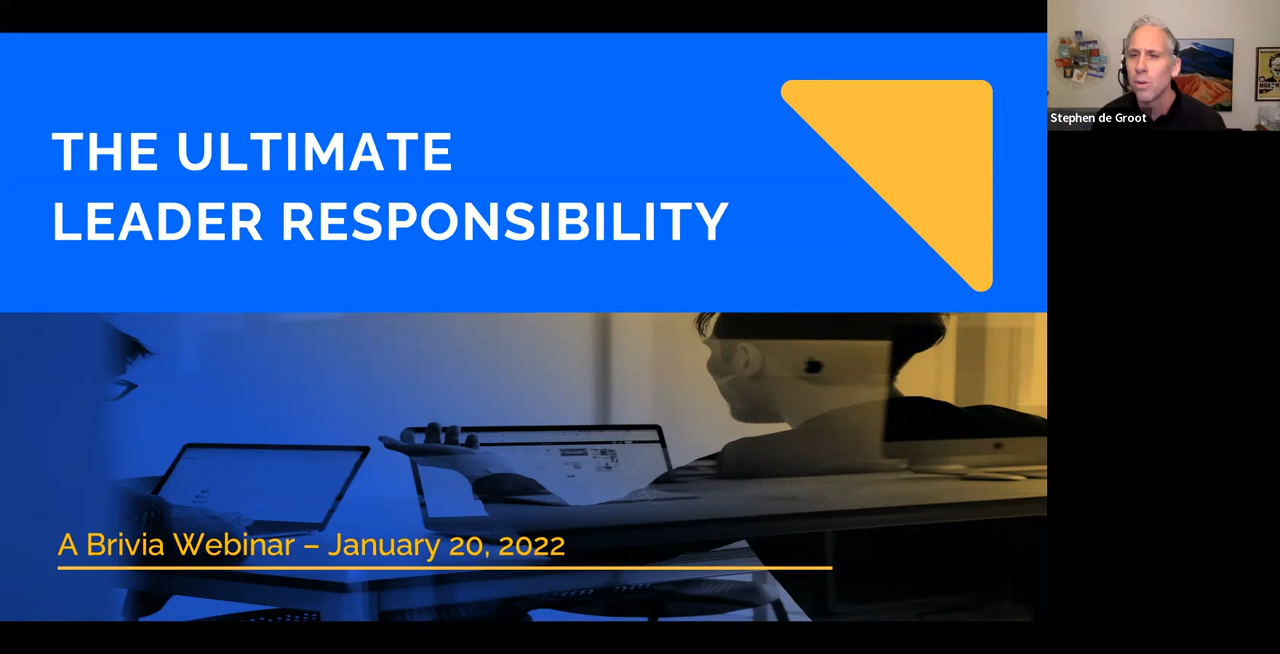 THE ULTIMATE
LEADER RESPONSIBILITY
A Brivia Webinar – January 20, 2022
Stephen de Groot